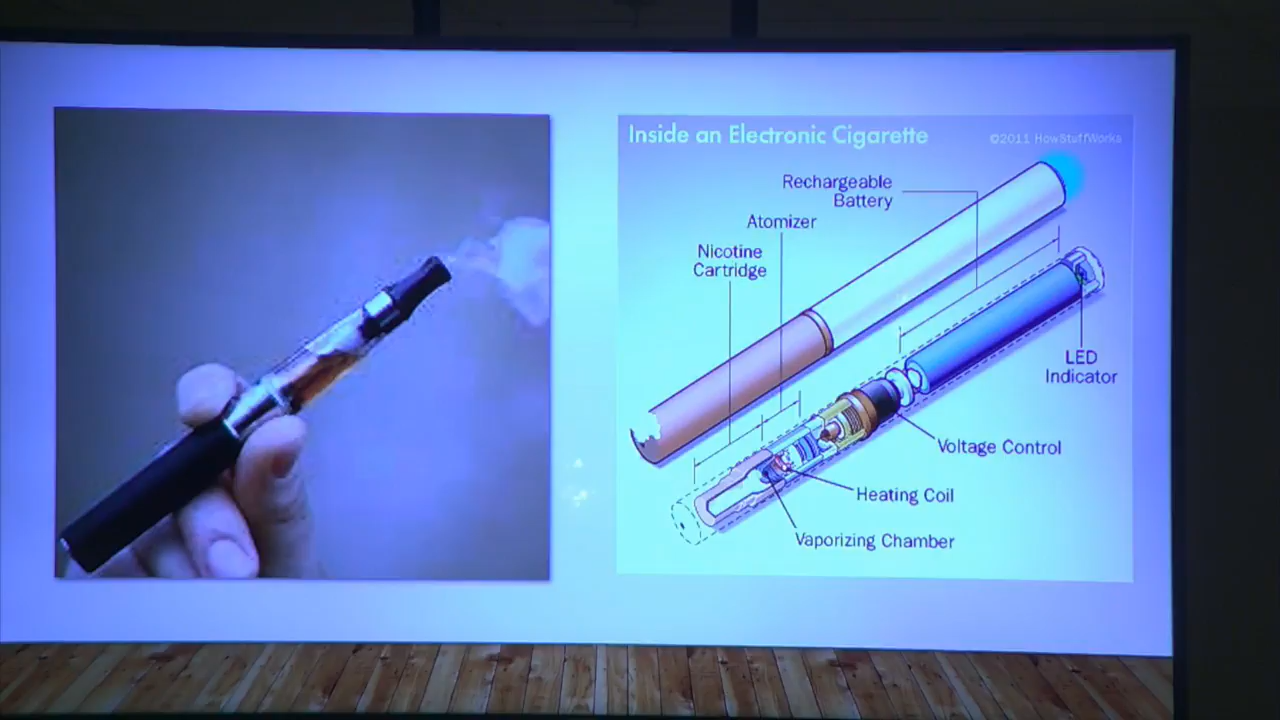 Inside an Electronic Cigarette
©2011 HowStuffWorks
Rechargeable
Battery
Atomizer
Nicotine
Cartridge
LED
Indicator
Voltage Control
Heating Coil
Vaporizing Chamber